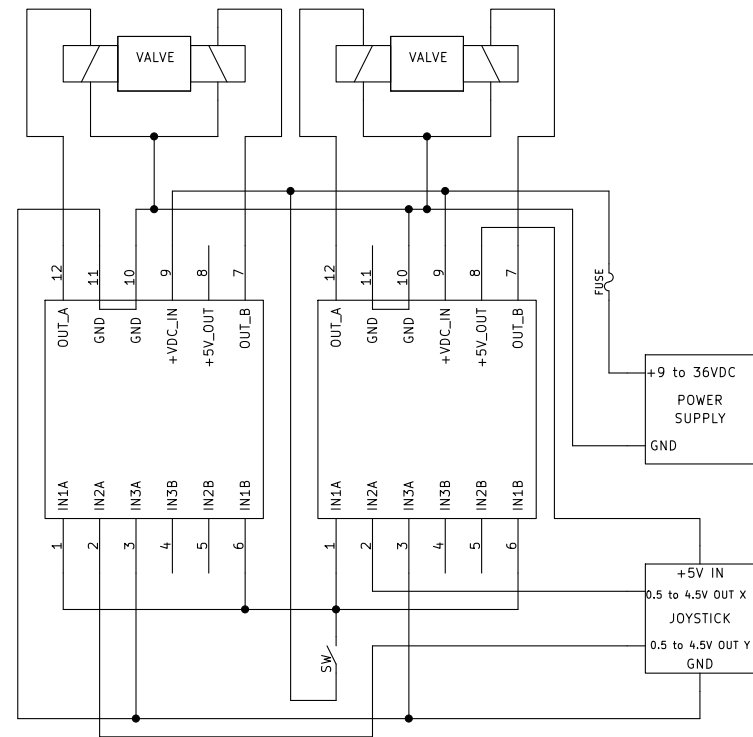 VALVE
VALVE
12
11
10
9
8
7
12
11
10
9
8
7
FUSE
OUT_A
GND
GND
+VDC_IN
+5V_OUT
OUT_B
OUT_A
GND
GND
+VDC_IN
+5V_OUT
OUT_B
+9 to 36VDC
POWER
SUPPLY
GND
IN1A
IN2A
IN3A
IN3B
IN2B
IN1B
IN1A
IN2A
IN3A
IN3B
IN2B
IN1B
1
2
3
4
5
6
1
2
3
4
5
6
+5V IN
0.5 to 4.5V OUT X
JOYSTICK
0.5 to 4.5V OUT Y
GND
SW